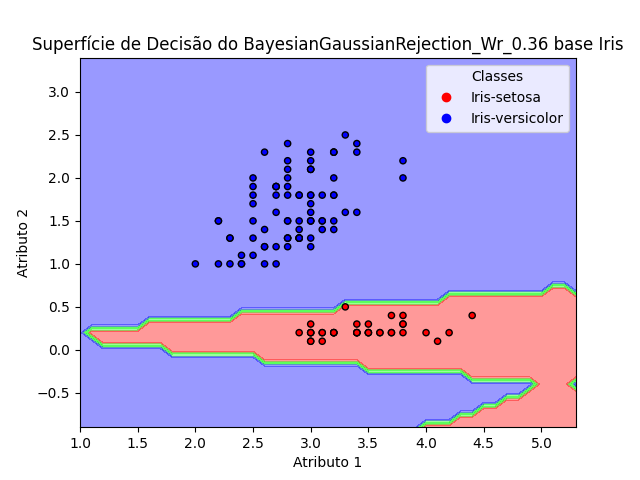 Superfície de Decisão do BayesianGaussianRejection_Wr_0.36 base Iris
Classes
Iris-setosa
Iris-versicolor
3.0
2.5
2.0
1.5
1.0
0.5
0.0
−0.5
Atributo 2
1.0 1.5 2.0 2.5 3.0 3.5 4.0 4.5 5.0
Atributo 1